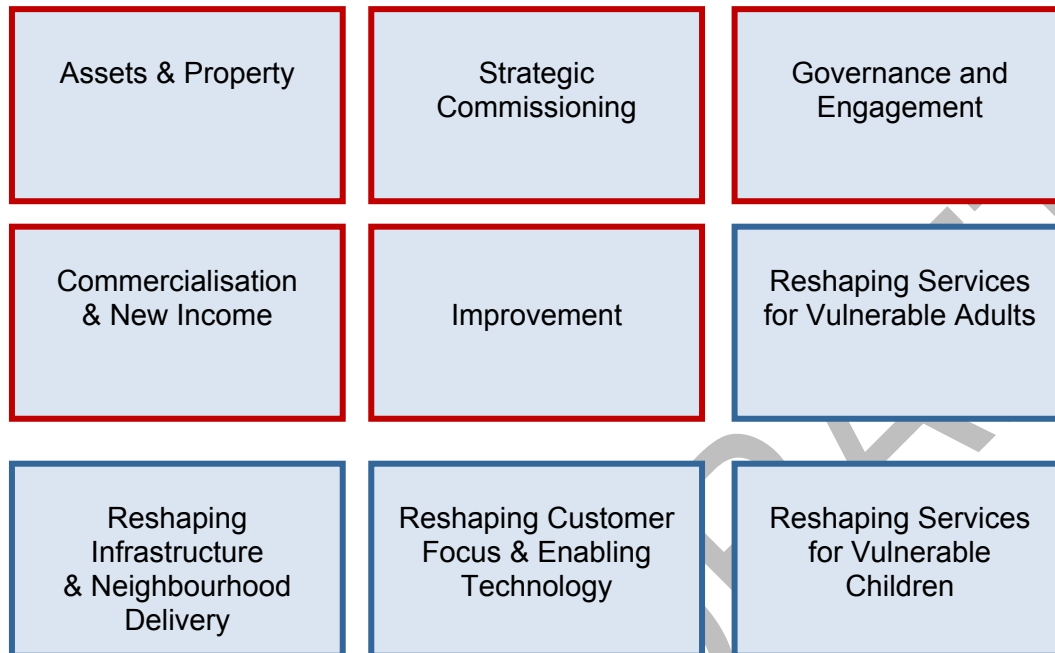 Assets & Property
Strategic
Commissioning
Governance and
Engagement
Commercialisation
& New Income
Improvement
Reshaping Services
for Vulnerable Adults
Reshaping
Infrastructure
& Neighbourhood
Delivery
Reshaping Customer
Focus & Enabling
Technology
Reshaping Services
for Vulnerable
Children
DRAFT